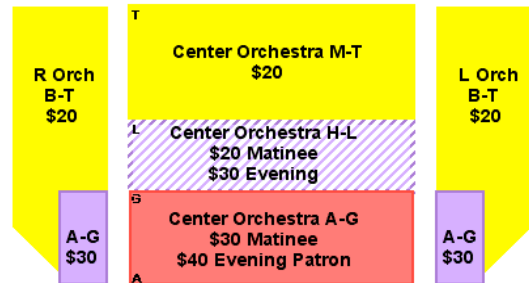 T
Center Orchestra M-T
$20
R Orch
B-T
$20
L Orch
B-T
$20
L
Center Orchestra H-L
$20 Matinee
$30 Evening
G
Center Orchestra A-G
$30 Matinee
$40 Evening Patron
A
A-G
$30
A-G
$30